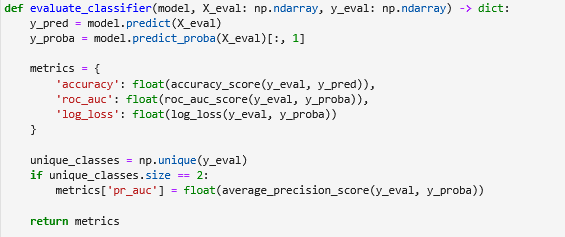 def evaluate_classifier(model, X_eval: np.ndarray, y_eval: np.ndarray) -> dict:
    y_pred = model.predict(X_eval)
    y_proba = model.predict_proba(X_eval)[:, 1]

    metrics = {
        'accuracy': float(accuracy_score(y_eval, y_pred)),
        'roc_auc': float(roc_auc_score(y_eval, y_proba)),
        'log_loss': float(log_loss(y_eval, y_proba))
    }

    unique_classes = np.unique(y_eval)
    if unique_classes.size == 2:
        metrics['pr_auc'] = float(average_precision_score(y_eval, y_proba))

    return metrics